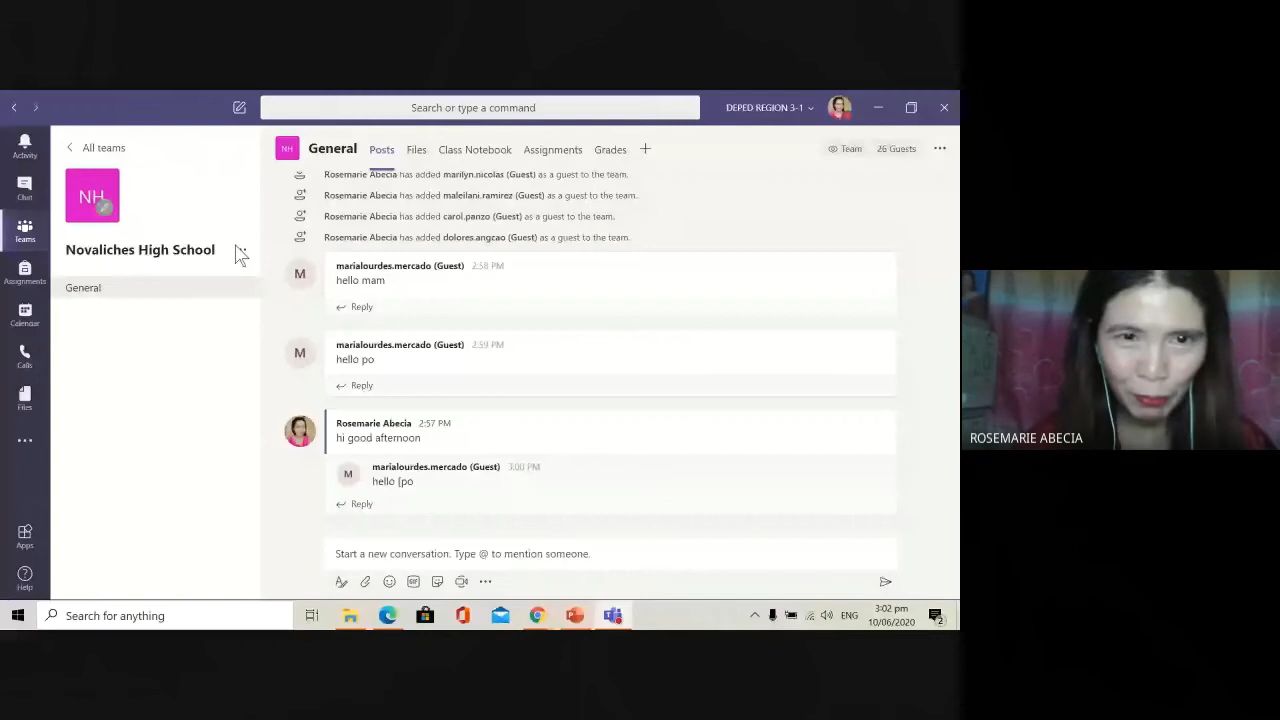 Search or type a command
DEPED REGION 3-1
Activity
Chat
Teams
Assignments
Calendar
Calls
Files
Apps
Help
All teams
NH
Novaliches High School
General
NH
General
Posts
Files
Class Notebook
Assignments
Grades
Team
26 Guests
Rosemarie Abecia has added marilyn.nicolas (Guest) as a guest to the team.
Rosemarie Abecia has added maleilani.ramirez (Guest) as a guest to the team.
Rosemarie Abecia has added carol.panzo (Guest) as a guest to the team.
Rosemarie Abecia has added dolores.angcao (Guest) as a guest to the team.
M
marialourdes.mercado (Guest) 2:58 PM
hello mam
Reply
M
marialourdes.mercado (Guest) 2:59 PM
hello po
Reply
Rosemarie Abecia 2:57 PM
hi good afternoon
M
marialourdes.mercado (Guest) 3:00 PM
hello [po
Reply
Start a new conversation. Type @ to mention someone.
GIF
Search for anything
ENG
3:02 pm
10/06/2020
2
ROSEMARIE ABECIA